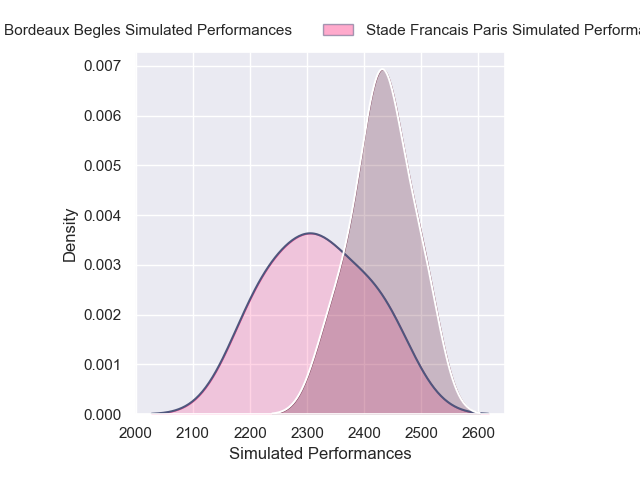 Bordeaux Begles Simulated Performances
Stade Francais Paris Simulated Performa
0.007
0.006
0.005
0.004
0.003
0.002
0.001
0.000
Density
2000 2100 2200 2300 2400 2500 2600
Simulated Performances